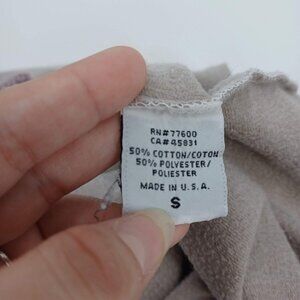 RN#77600
CA#45831
50% COTTON/COTON
50% POLYESTER/
POLIESTER
MADE IN U.S.A.
S